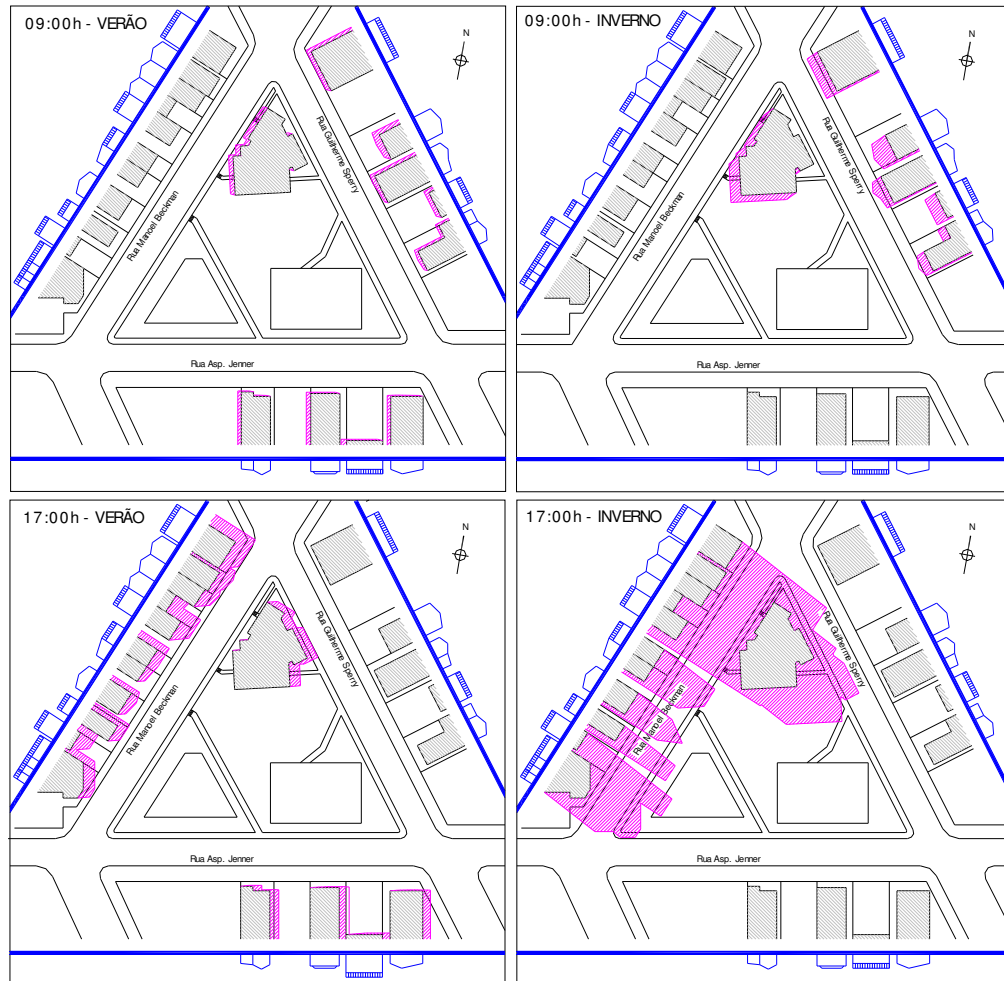 09:00h - VERÃO
N
Rua Guilherme Sperry
Rua Manoel Beckman
Rua Asp. Jenner
09:00h - INVERNO
N
Rua Guilherme Sperry
Rua Manoel Beckman
Rua Asp. Jenner
17:00h - VERÃO
N
Rua Guilherme Sperry
Rua Manoel Beckman
Rua Asp. Jenner
17:00h - INVERNO
N
Rua Guilherme Sperry
Rua Manoel Beckman
Rua Asp. Jenner